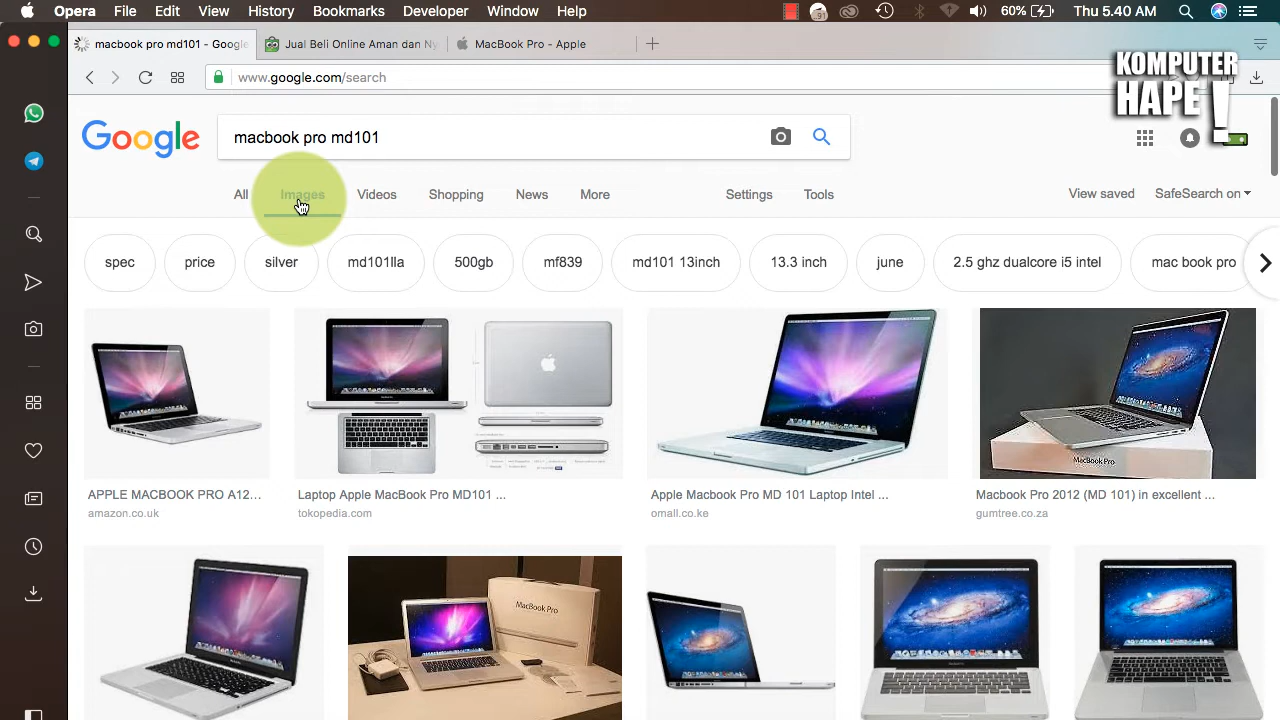 Opera File Edit View History Bookmarks Developer Window Help 91 60% Thu 5.40 AM
macbook pro md101 - Google
Jual Beli Online Aman dan Ny
MacBook Pro - Apple
www.google.com/search
KOMPUTER
HAPE!
Google
macbook pro md101
All Images Videos Shopping News More Settings Tools View saved SafeSearch on
spec price silver md101lla 500gb mf839 md101 13inch 13.3 inch june 2.5 ghz dualcore i5 intel mac book pro
MacBook Pro
APPLE MACBOOK PRO A12...
amazon.co.uk
Laptop Apple MacBook Pro MD101 ...
tokopedia.com
Apple Macbook Pro MD 101 Laptop Intel ...
omall.co.ke
Macbook Pro 2012 (MD 101) in excellent ...
gumtree.co.za
MacBook Pro